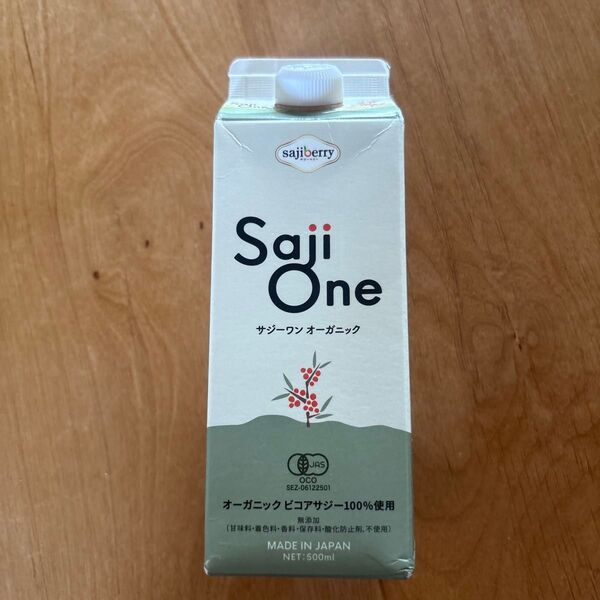 sajiberry
Saji
One
サジーワン オーガニック
JAS
OCO
SEZ-06122501
オーガニック ビコアサジー100%使用
無添加
(甘味料・着色料・香料・保存料・酸化防止剤、不使用)
MADE IN JAPAN
NET:500ml